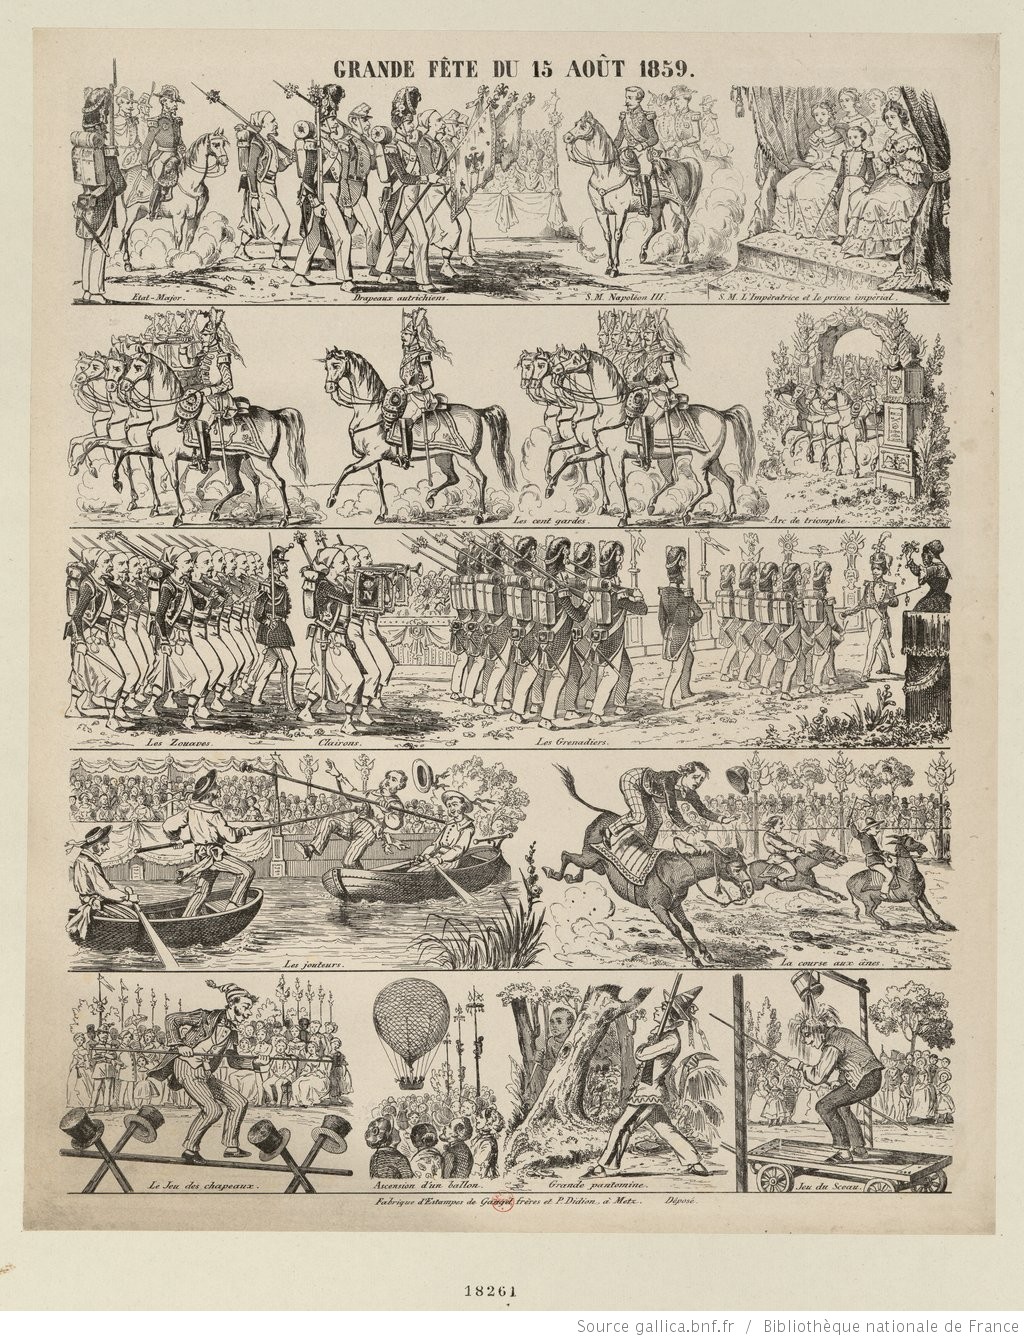 GRANDE FÊTE DU 15 AOÛT 1859.
Etat-Major. Drapeaux autrichiens. S. M. Napoléon III. S. M. L'Impératrice et le prince impérial.
Les cent gardes. Arc de triomphe
N
Les Zouaves. Clairons. Les Grenadiers.
Les jouteurs. La course aux ânes.
Le Jeu des chapeaux. Ascension d'un ballon. Grande pantomine. Jeu du Sceau.
Fabrique d'Estampes de Gangel frères et P. Didion, à Metz. Déposé.
18261
Source gallica.bnf.fr / Bibliothèque nationale de France